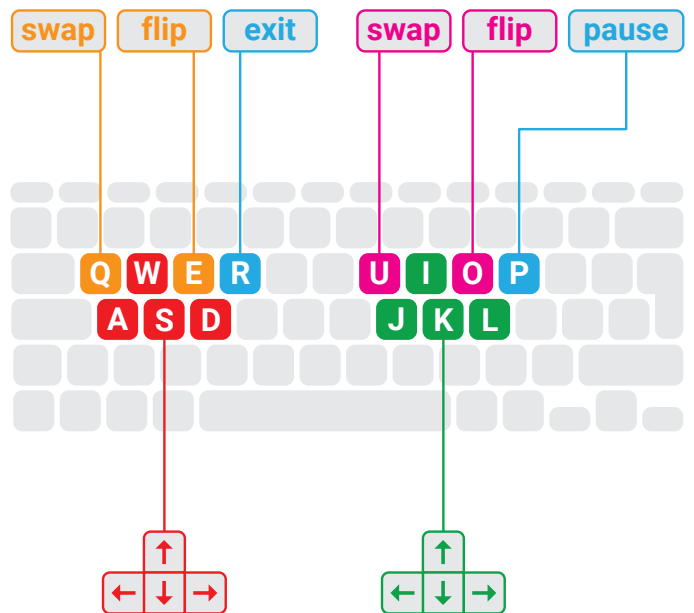 swap flip exit swap flip pause
Q W E R U I O P
A S D J K L
↑ ↑
← ↓ → ← ↓ →